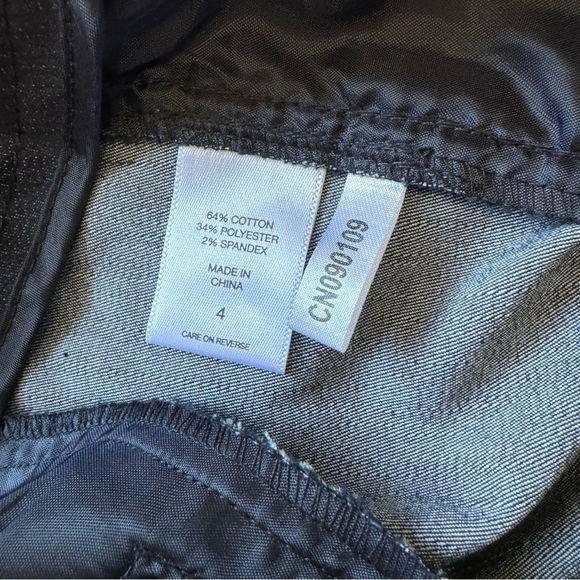 64% COTTON
34% POLYESTER
2% SPANDEX
MADE IN
CHINA
4
CARE ON REVERSE
CN090109